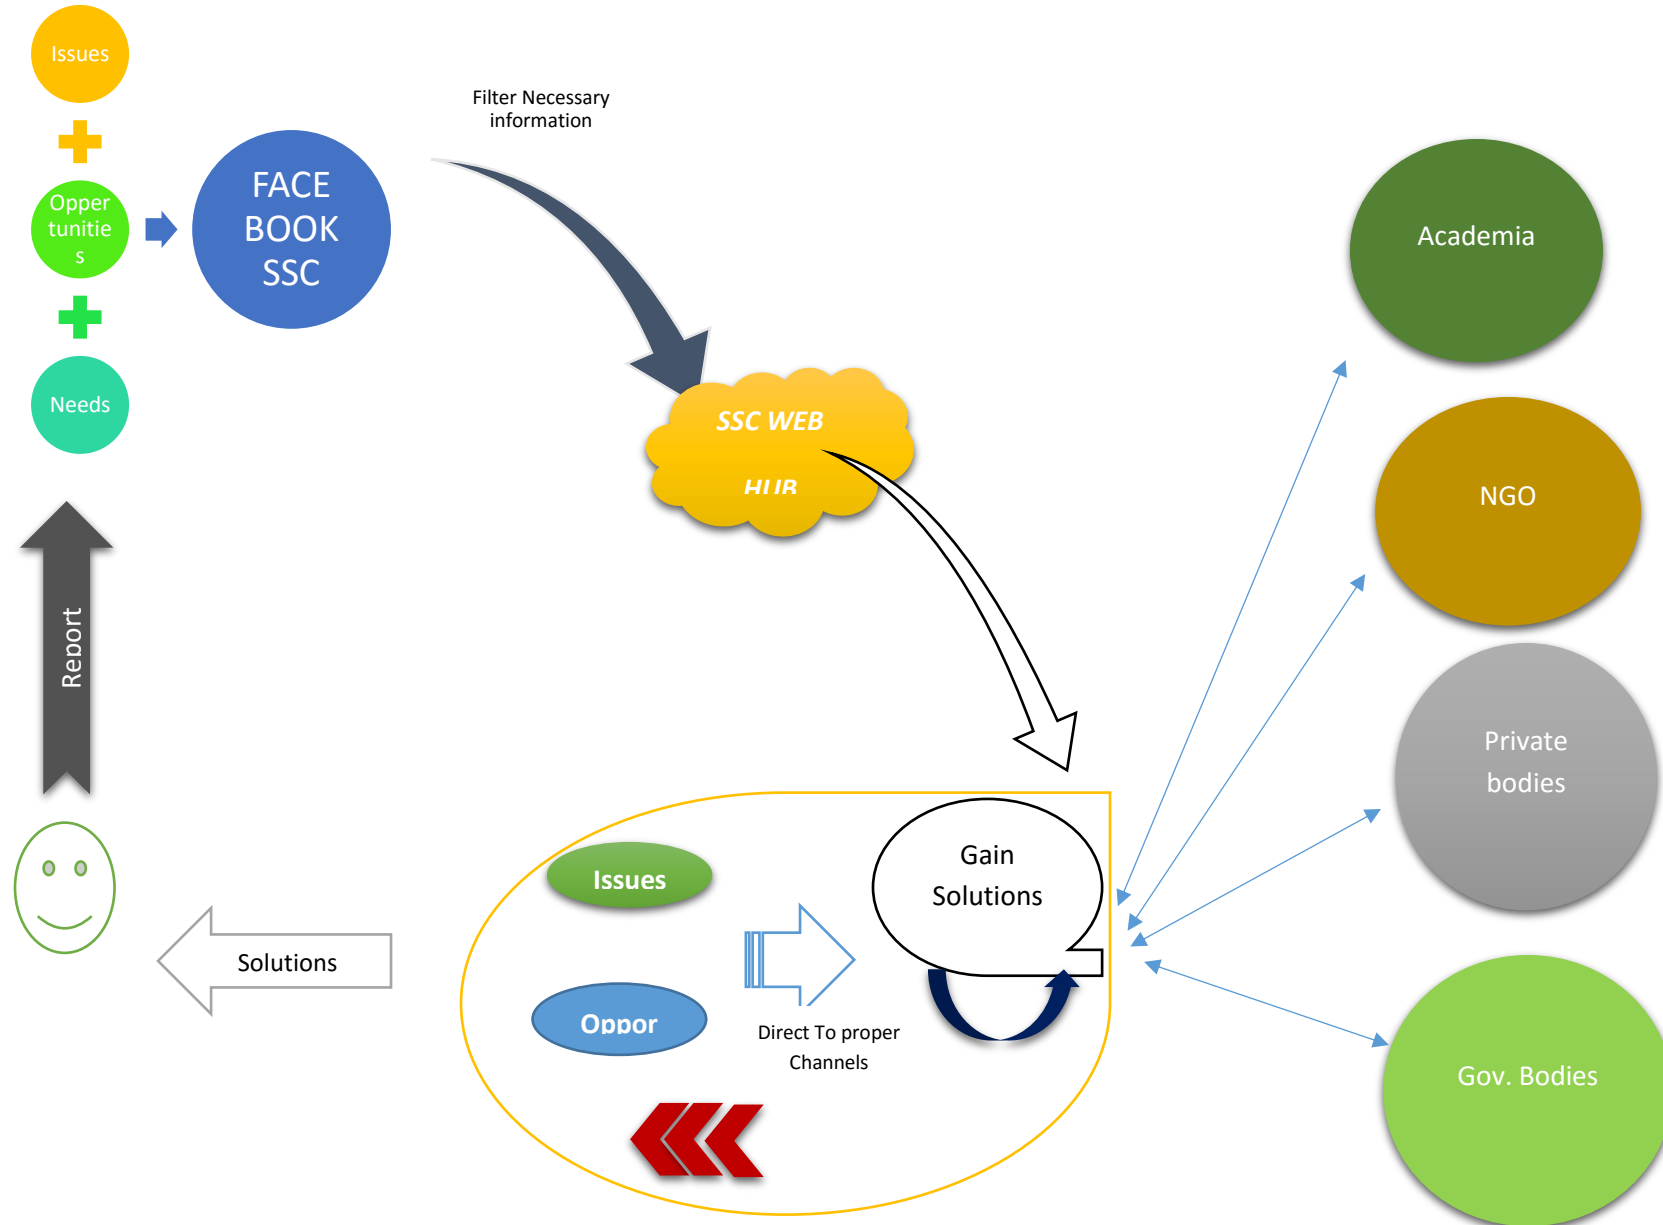 Issues
Opper
tunitie
s
Needs
FACE
BOOK
SSC
Filter Necessary
information
SSC WEB
HUB
Academia
NGO
Private
bodies
Gov. Bodies
Report
Solutions
Issues
Oppor
Direct To proper
Channels
Gain
Solutions